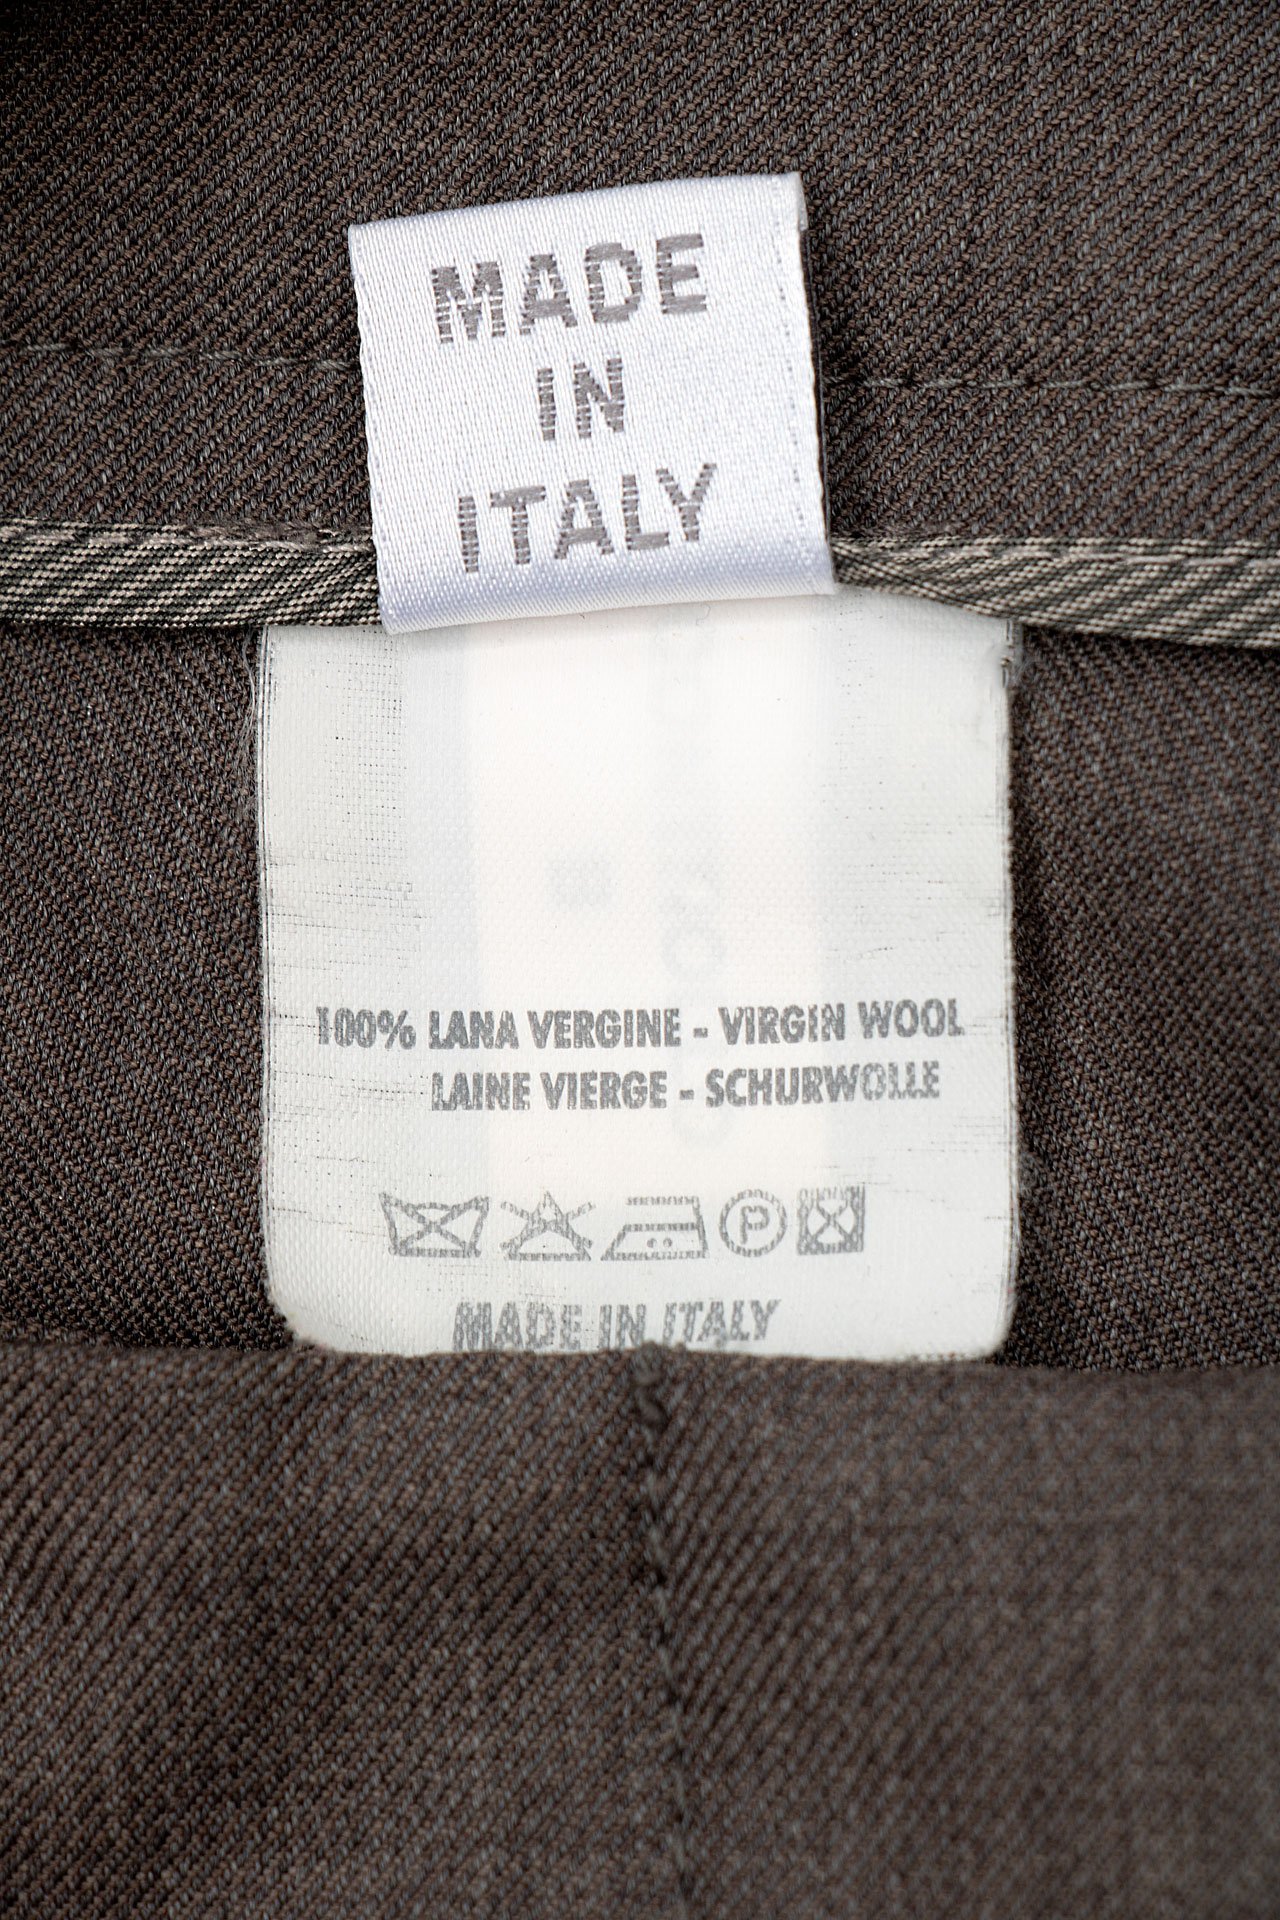 MADE
IN
ITALY
100% LANA VERGINE - VIRGIN WOOL
LAINE VIERGE - SCHURWOLLE
P
MADE IN ITALY